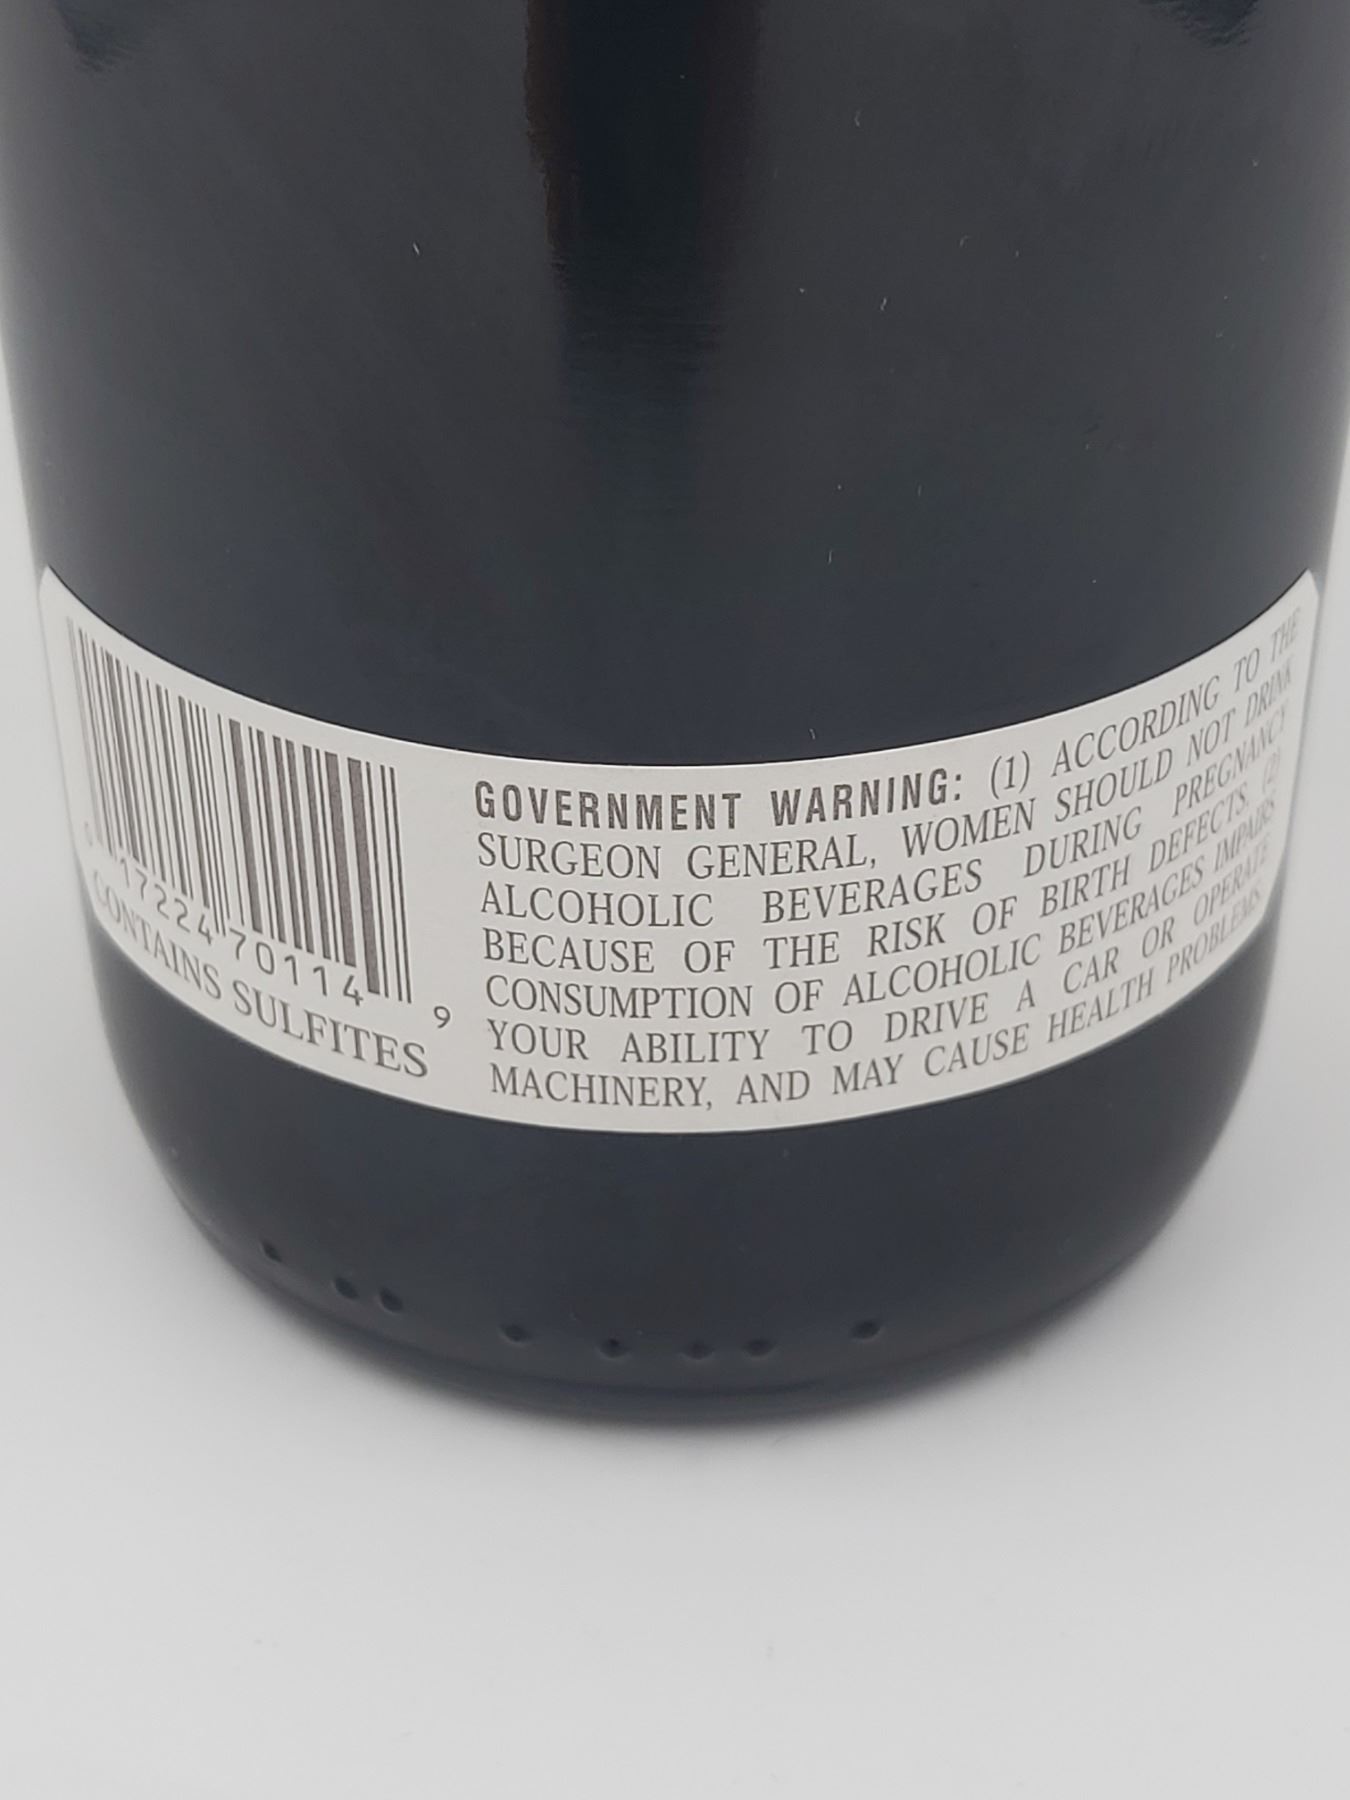 GOVERNMENT WARNING: (1) ACCORDING TO THE
SURGEON GENERAL, WOMEN SHOULD NOT DRINK
ALCOHOLIC BEVERAGES DURING PREGNANCY
BECAUSE OF THE RISK OF BIRTH DEFECTS. (2)
CONSUMPTION OF ALCOHOLIC BEVERAGES IMPAIRS
YOUR ABILITY TO DRIVE A CAR OR OPERATE
MACHINERY, AND MAY CAUSE HEALTH PROBLEMS
17224 70114 9
CONTAINS SULFITES